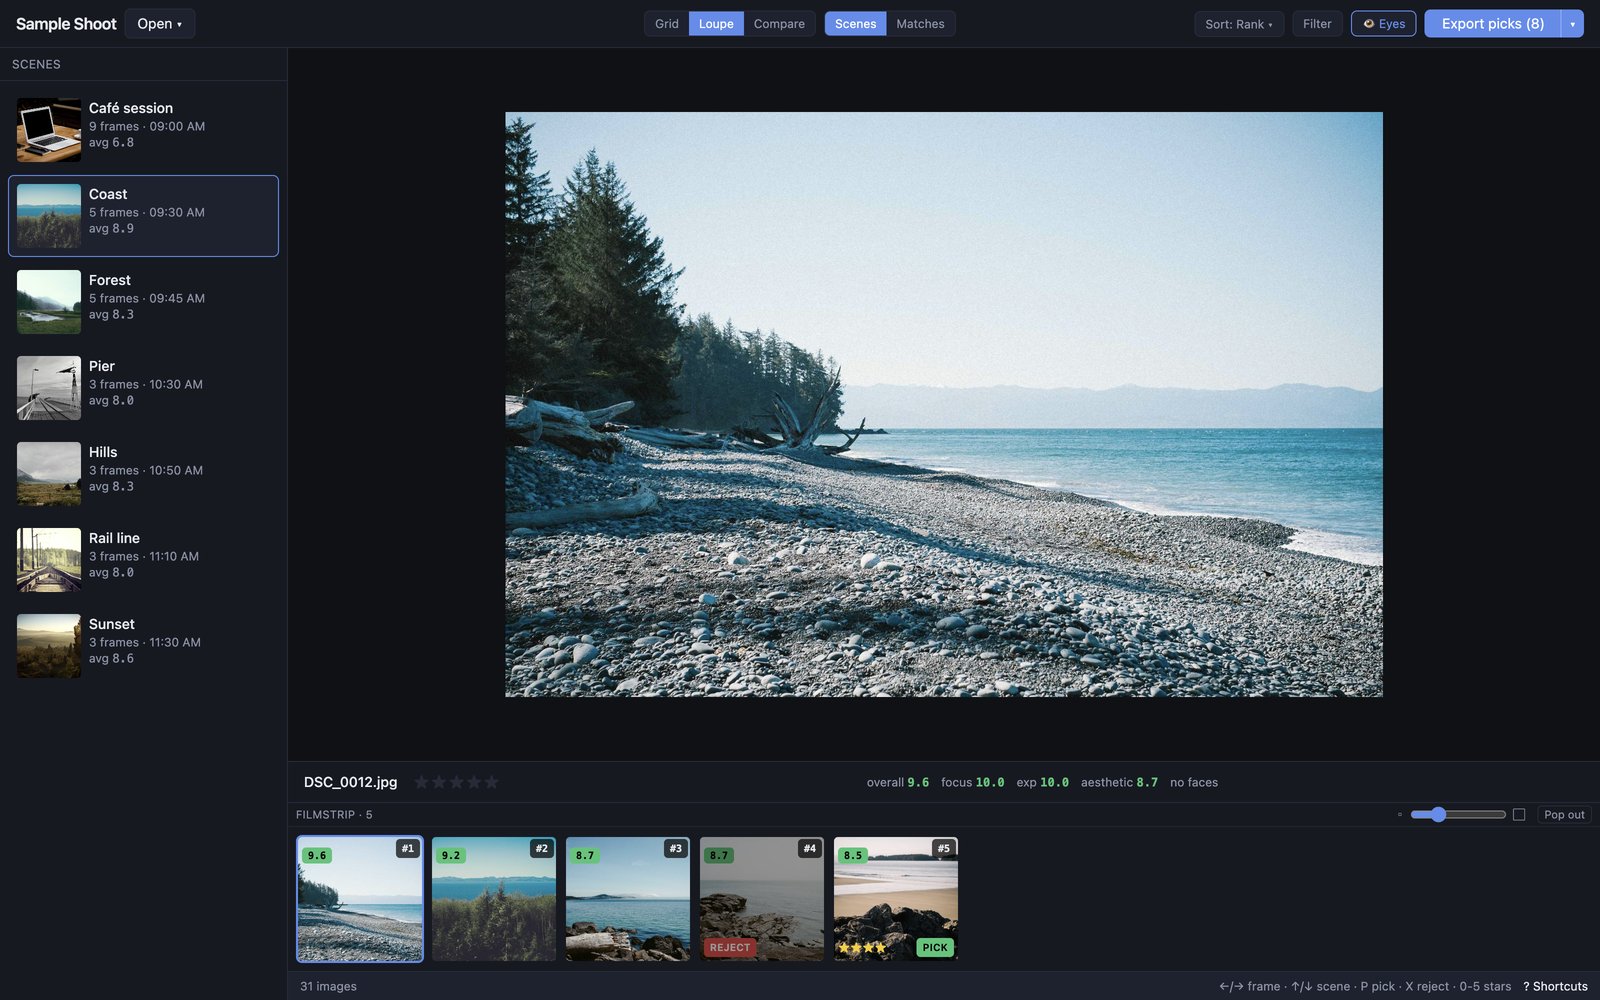 Sample Shoot
Open ▾
Grid
Loupe
Compare
Scenes
Matches
Sort: Rank ▾
Filter
Eyes
Export picks (8)
▾
SCENES
Café session
9 frames · 09:00 AM
avg 6.8
Coast
5 frames · 09:30 AM
avg 8.9
Forest
5 frames · 09:45 AM
avg 8.3
Pier
3 frames · 10:30 AM
avg 8.0
Hills
3 frames · 10:50 AM
avg 8.3
Rail line
3 frames · 11:10 AM
avg 8.0
Sunset
3 frames · 11:30 AM
avg 8.6
DSC_0012.jpg
overall 9.6 focus 10.0 exp 10.0 aesthetic 8.7 no faces
FILMSTRIP · 5
Pop out
9.6 #1
9.2 #2
8.7 #3
8.7 #4
REJECT
8.5 #5
PICK
31 images
←/→ frame · ↑/↓ scene · P pick · X reject · 0-5 stars
? Shortcuts